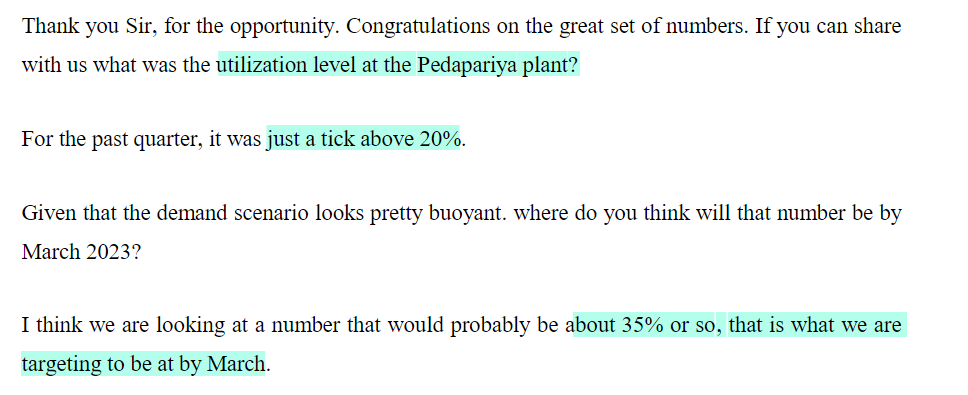 Thank you Sir, for the opportunity. Congratulations on the great set of numbers. If you can share
with us what was the utilization level at the Pedapariya plant?
For the past quarter, it was just a tick above 20%.
Given that the demand scenario looks pretty buoyant. where do you think will that number be by
March 2023?
I think we are looking at a number that would probably be about 35% or so, that is what we are
targeting to be at by March.